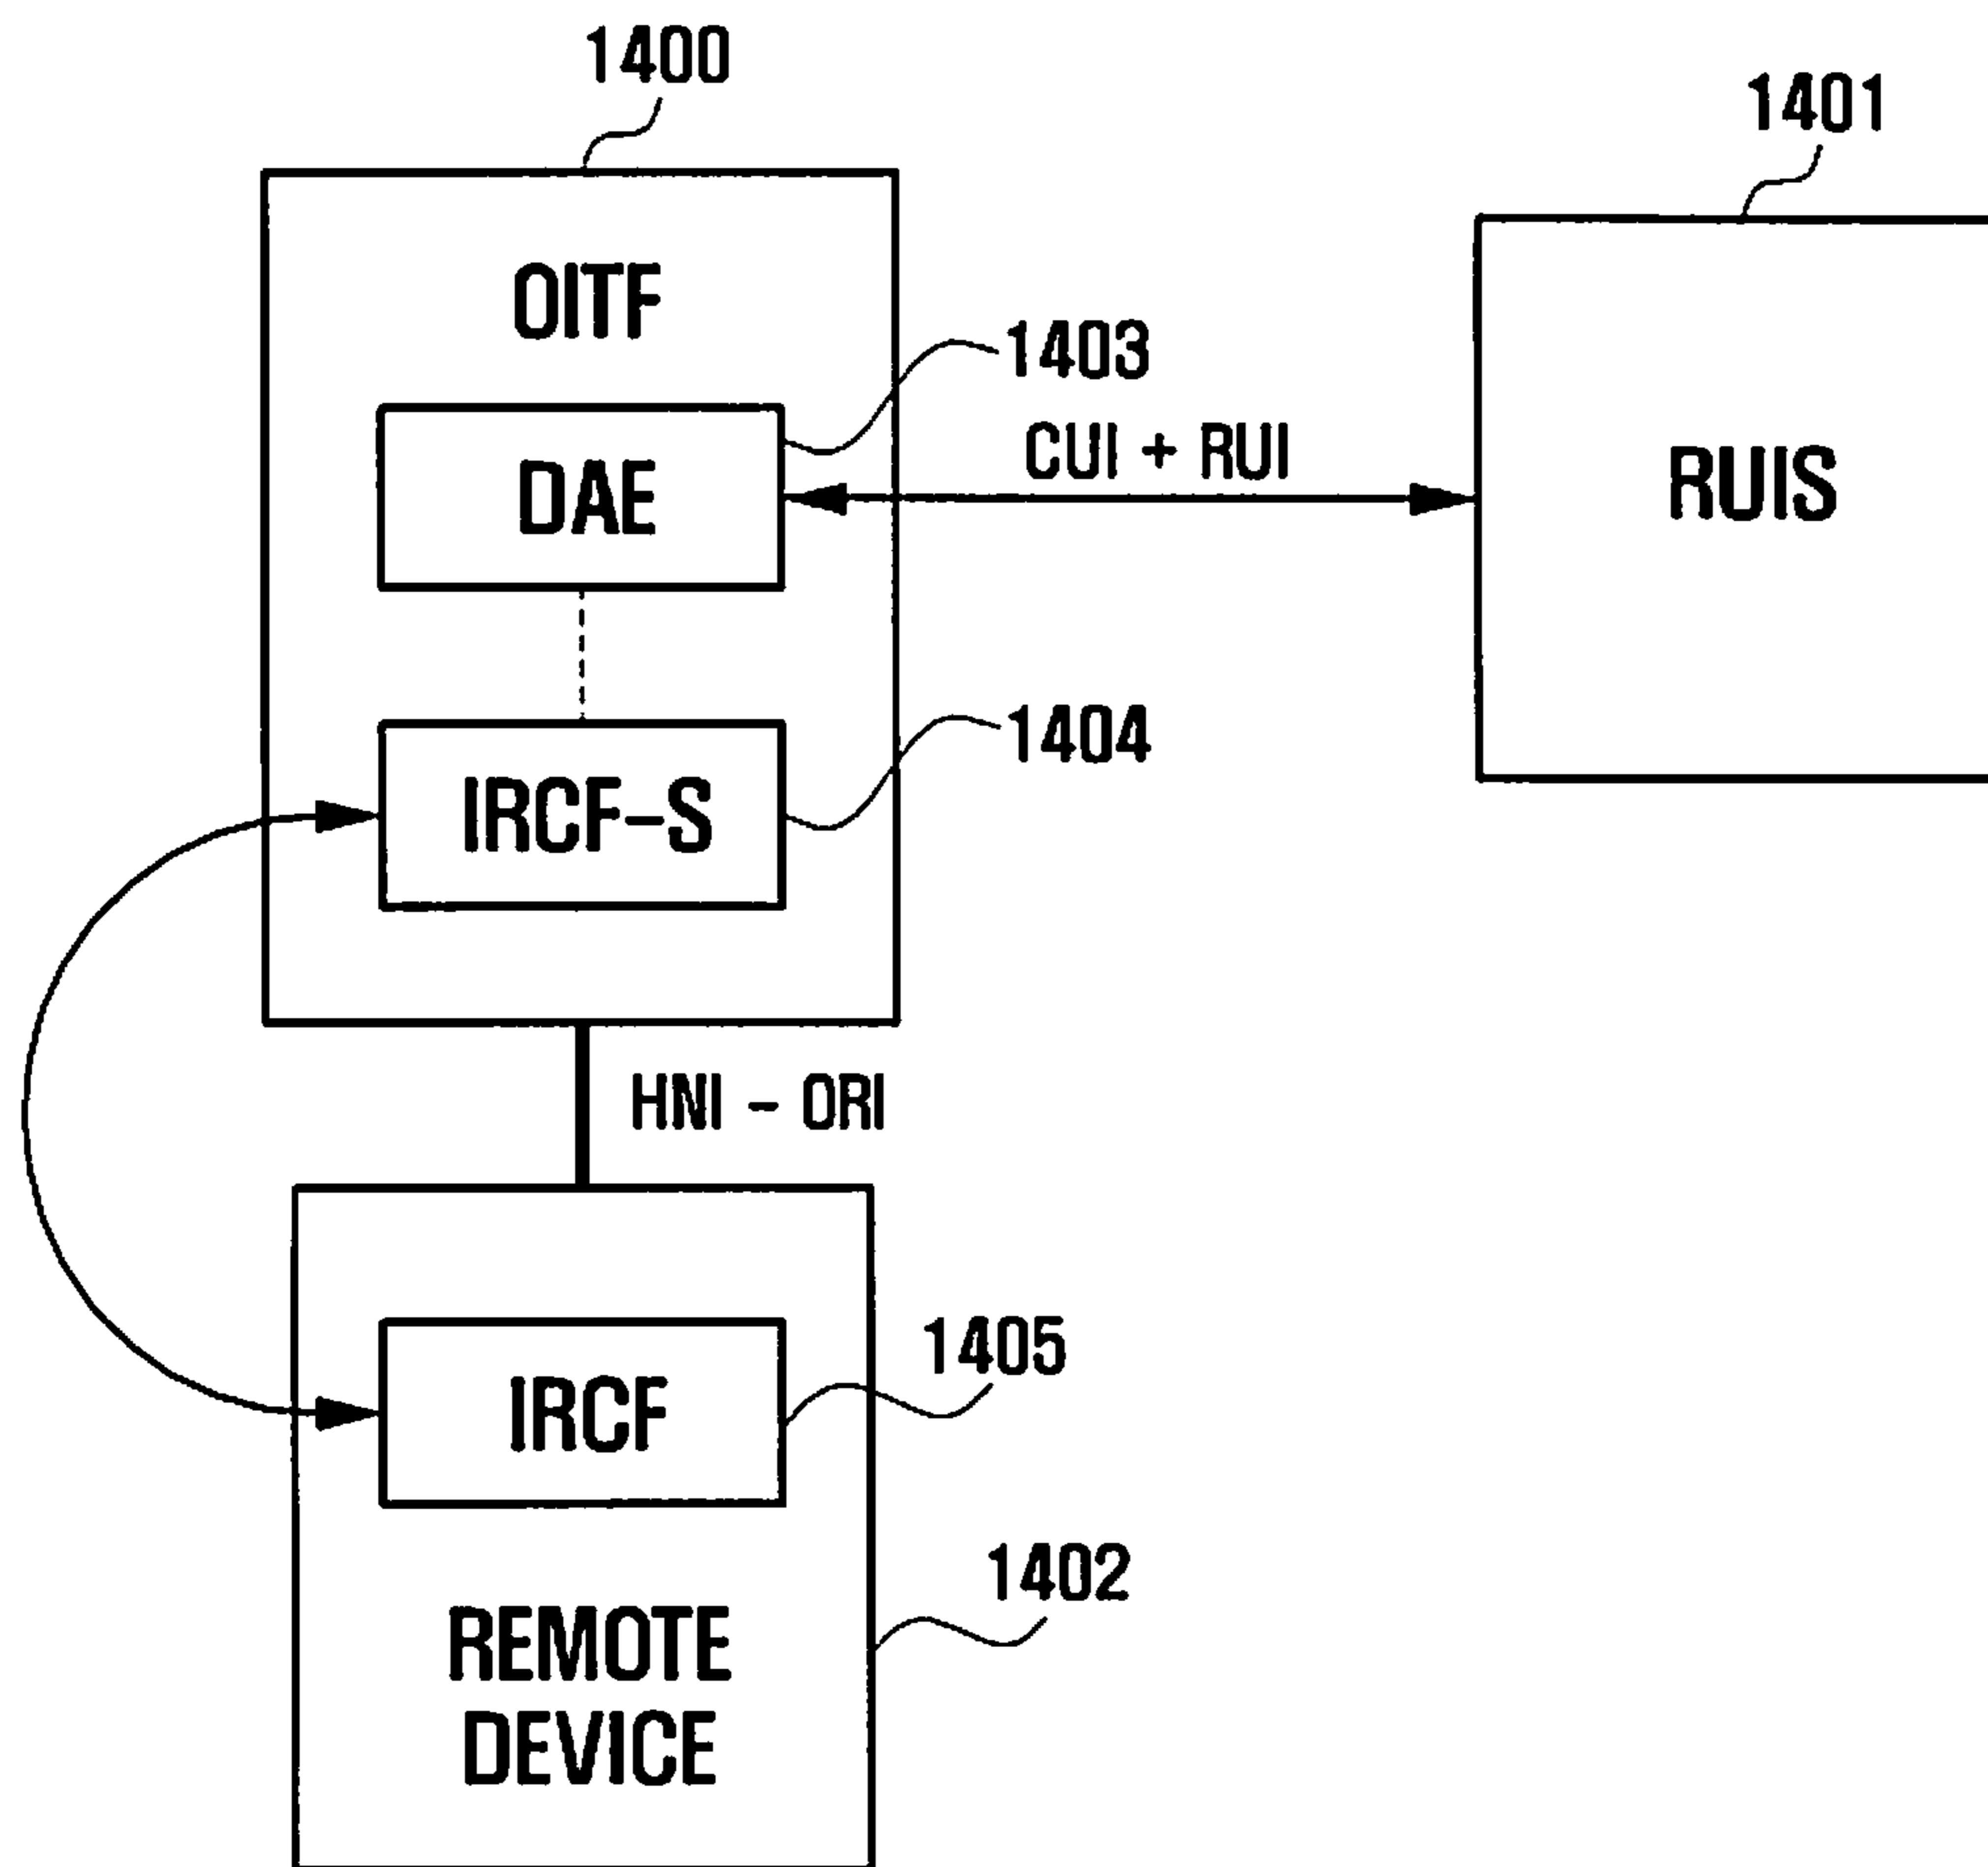 1400
1401
OITF
1403
CUI + RUI
DAE
RUIS
1404
IRCF-S
HNI - ORI
1405
IRCF
1402
REMOTE
DEVICE